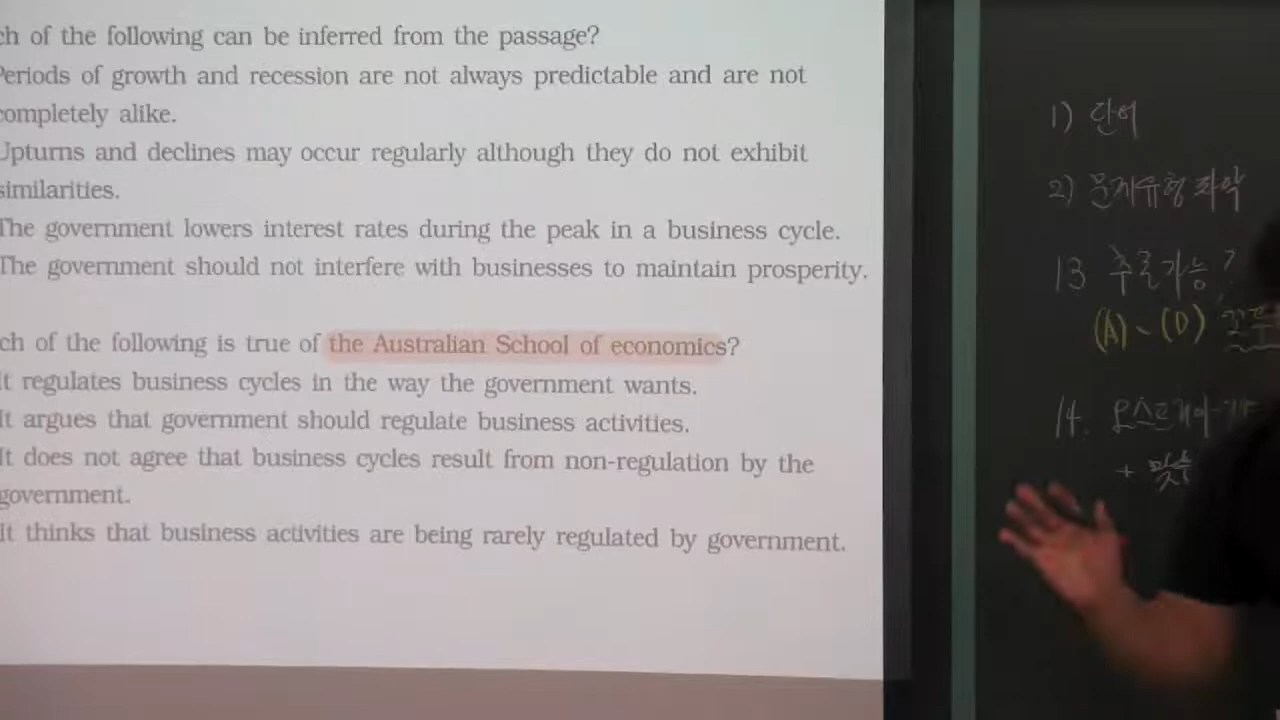 ch of the following can be inferred from the passage?
Periods of growth and recession are not always predictable and are not
completely alike.
Upturns and declines may occur regularly although they do not exhibit
similarities.
The government lowers interest rates during the peak in a business cycle.
The government should not interfere with businesses to maintain prosperity.
ch of the following is true of the Australian School of economics?
It regulates business cycles in the way the government wants.
It argues that government should regulate business activities.
It does not agree that business cycles result from non-regulation by the
government.
It thinks that business activities are being rarely regulated by government.
1) 단어
2) 문제유형 파악
13 추론가능?
(A), (D)
14.
+